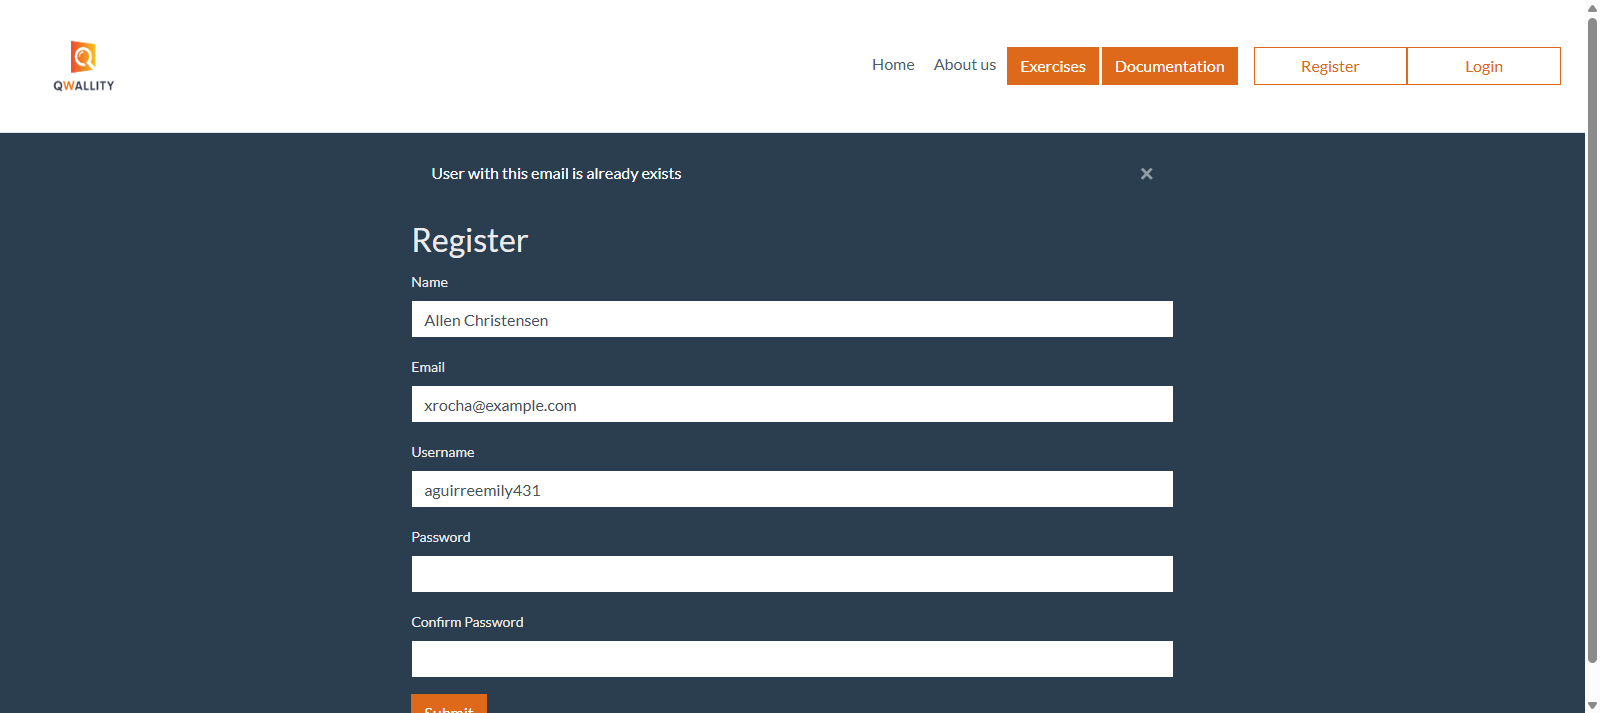 QWALLITY
Home About us Exercises Documentation Register Login
User with this email is already exists ×
Register
Name
Allen Christensen
Email
xrocha@example.com
Username
aguirreemily431
Password
Confirm Password
Submit